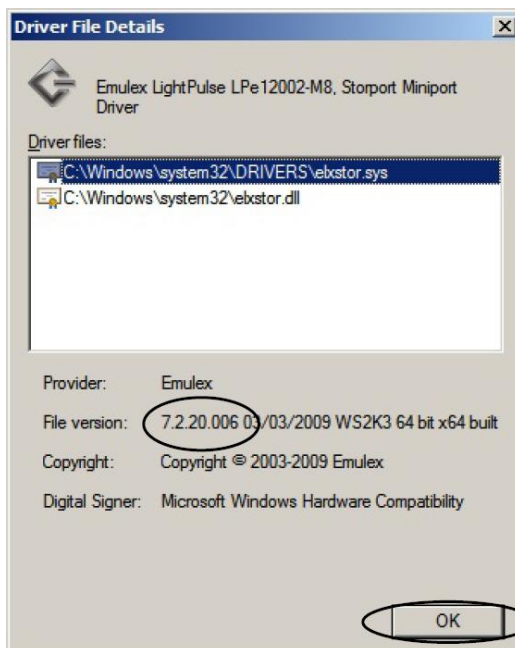 Driver File Details
Emulex LightPulse LPe12002-M8, Storport Miniport
Driver
Driver files:
C:\Windows\system32\DRIVERS\elxstor.sys
C:\Windows\system32\elxstor.dll
Provider: Emulex
File version: 7.2.20.006 03/03/2009 WS2K3 64 bit x64 built
Copyright: Copyright © 2003-2009 Emulex
Digital Signer: Microsoft Windows Hardware Compatibility
OK